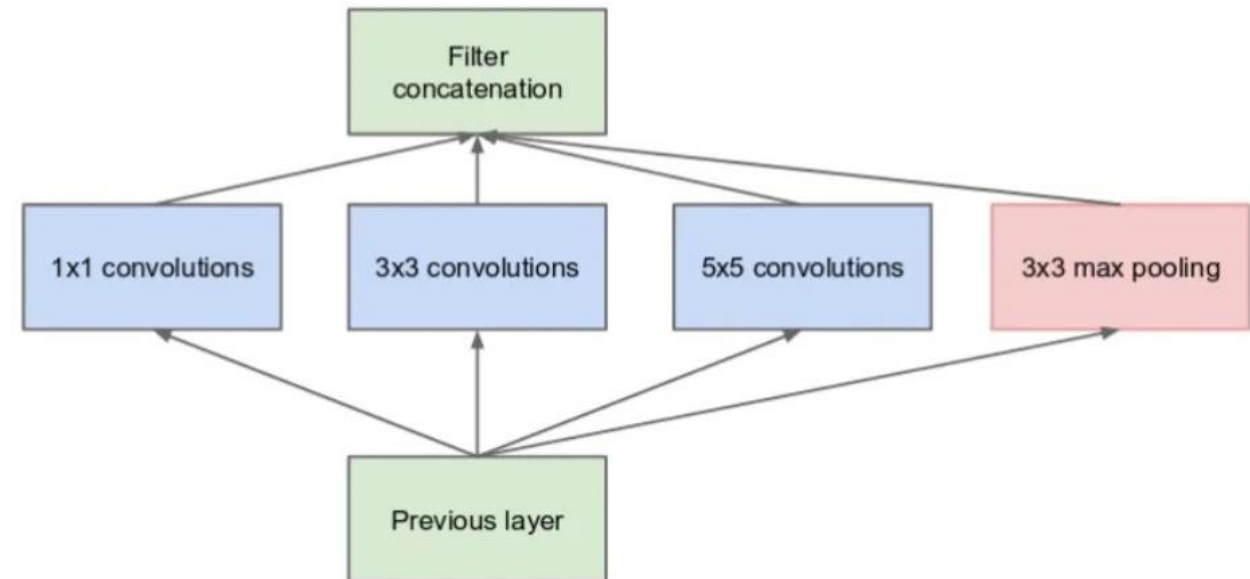 Filter
concatenation
1x1 convolutions
3x3 convolutions
5x5 convolutions
3x3 max pooling
Previous layer